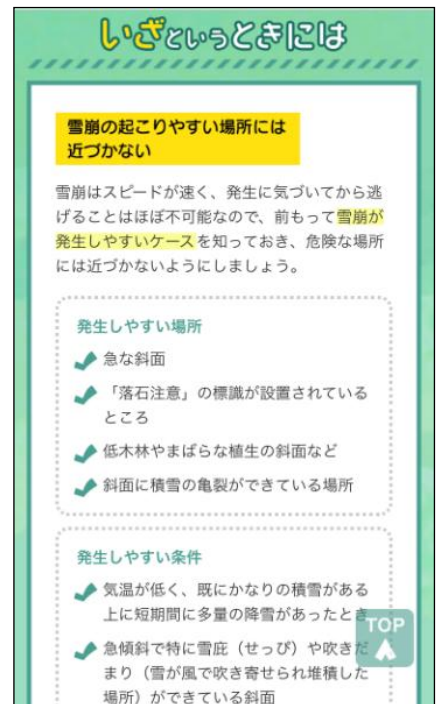 いざというときには
雪崩の起こりやすい場所には
近づかない
雪崩はスピードが速く、発生に気づいてから逃
げることはほぼ不可能なので、前もって雪崩が
発生しやすいケースを知っておき、危険な場所
には近づかないようにしましょう。
発生しやすい場所
急な斜面
「落石注意」の標識が設置されている
ところ
低木林やまばらな植生の斜面など
斜面に積雪の亀裂ができている場所
発生しやすい条件
気温が低く、既にかなりの積雪がある
上に短期間に多量の降雪があったとき
TOP
急傾斜で特に雪庇（せっぴ）や吹きだ
まり（雪が風で吹き寄せられ堆積した
場所）ができている斜面